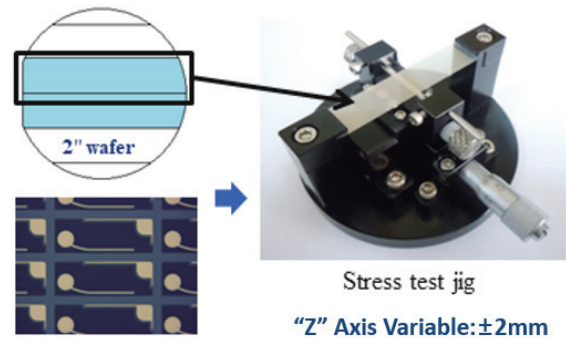 2" wafer
Stress test jig
“Z” Axis Variable:±2mm